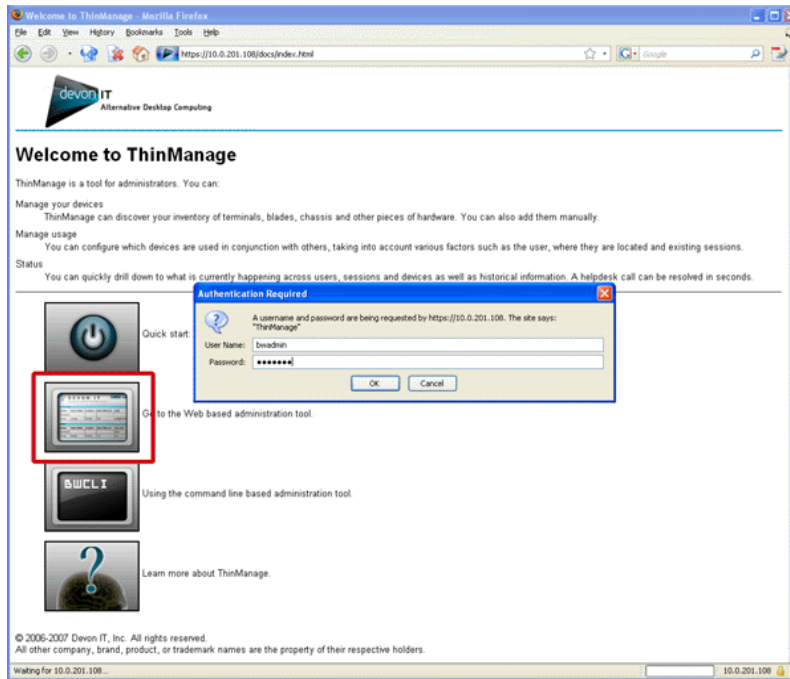 Welcome to ThinManage - Mozilla Firefox
File Edit View History Bookmarks Tools Help
https://10.0.201.108/docs/index.html
Google
devon IT
Alternative Desktop Computing
Welcome to ThinManage
ThinManage is a tool for administrators. You can:
Manage your devices
ThinManage can discover your inventory of terminals, blades, chassis and other pieces of hardware. You can also add them manually.
Manage usage
You can configure which devices are used in conjunction with others, taking into account various factors such as the user, where they are located and existing sessions.
Status
You can quickly drill down to what is currently happening across users, sessions and devices as well as historical information. A helpdesk call can be resolved in seconds.
Authentication Required
A username and password are being requested by https://10.0.201.108. The site says:
"ThinManage"
User Name: bwadmin
Password: •••••••
OK Cancel
Quick start.
Go to the Web based administration tool.
DEVON IT
BWCLI
Using the command line based administration tool.
?
Learn more about ThinManage.
© 2006-2007 Devon IT, Inc. All rights reserved.
All other company, brand, product, or trademark names are the property of their respective holders.
Waiting for 10.0.201.108...
10.0.201.108